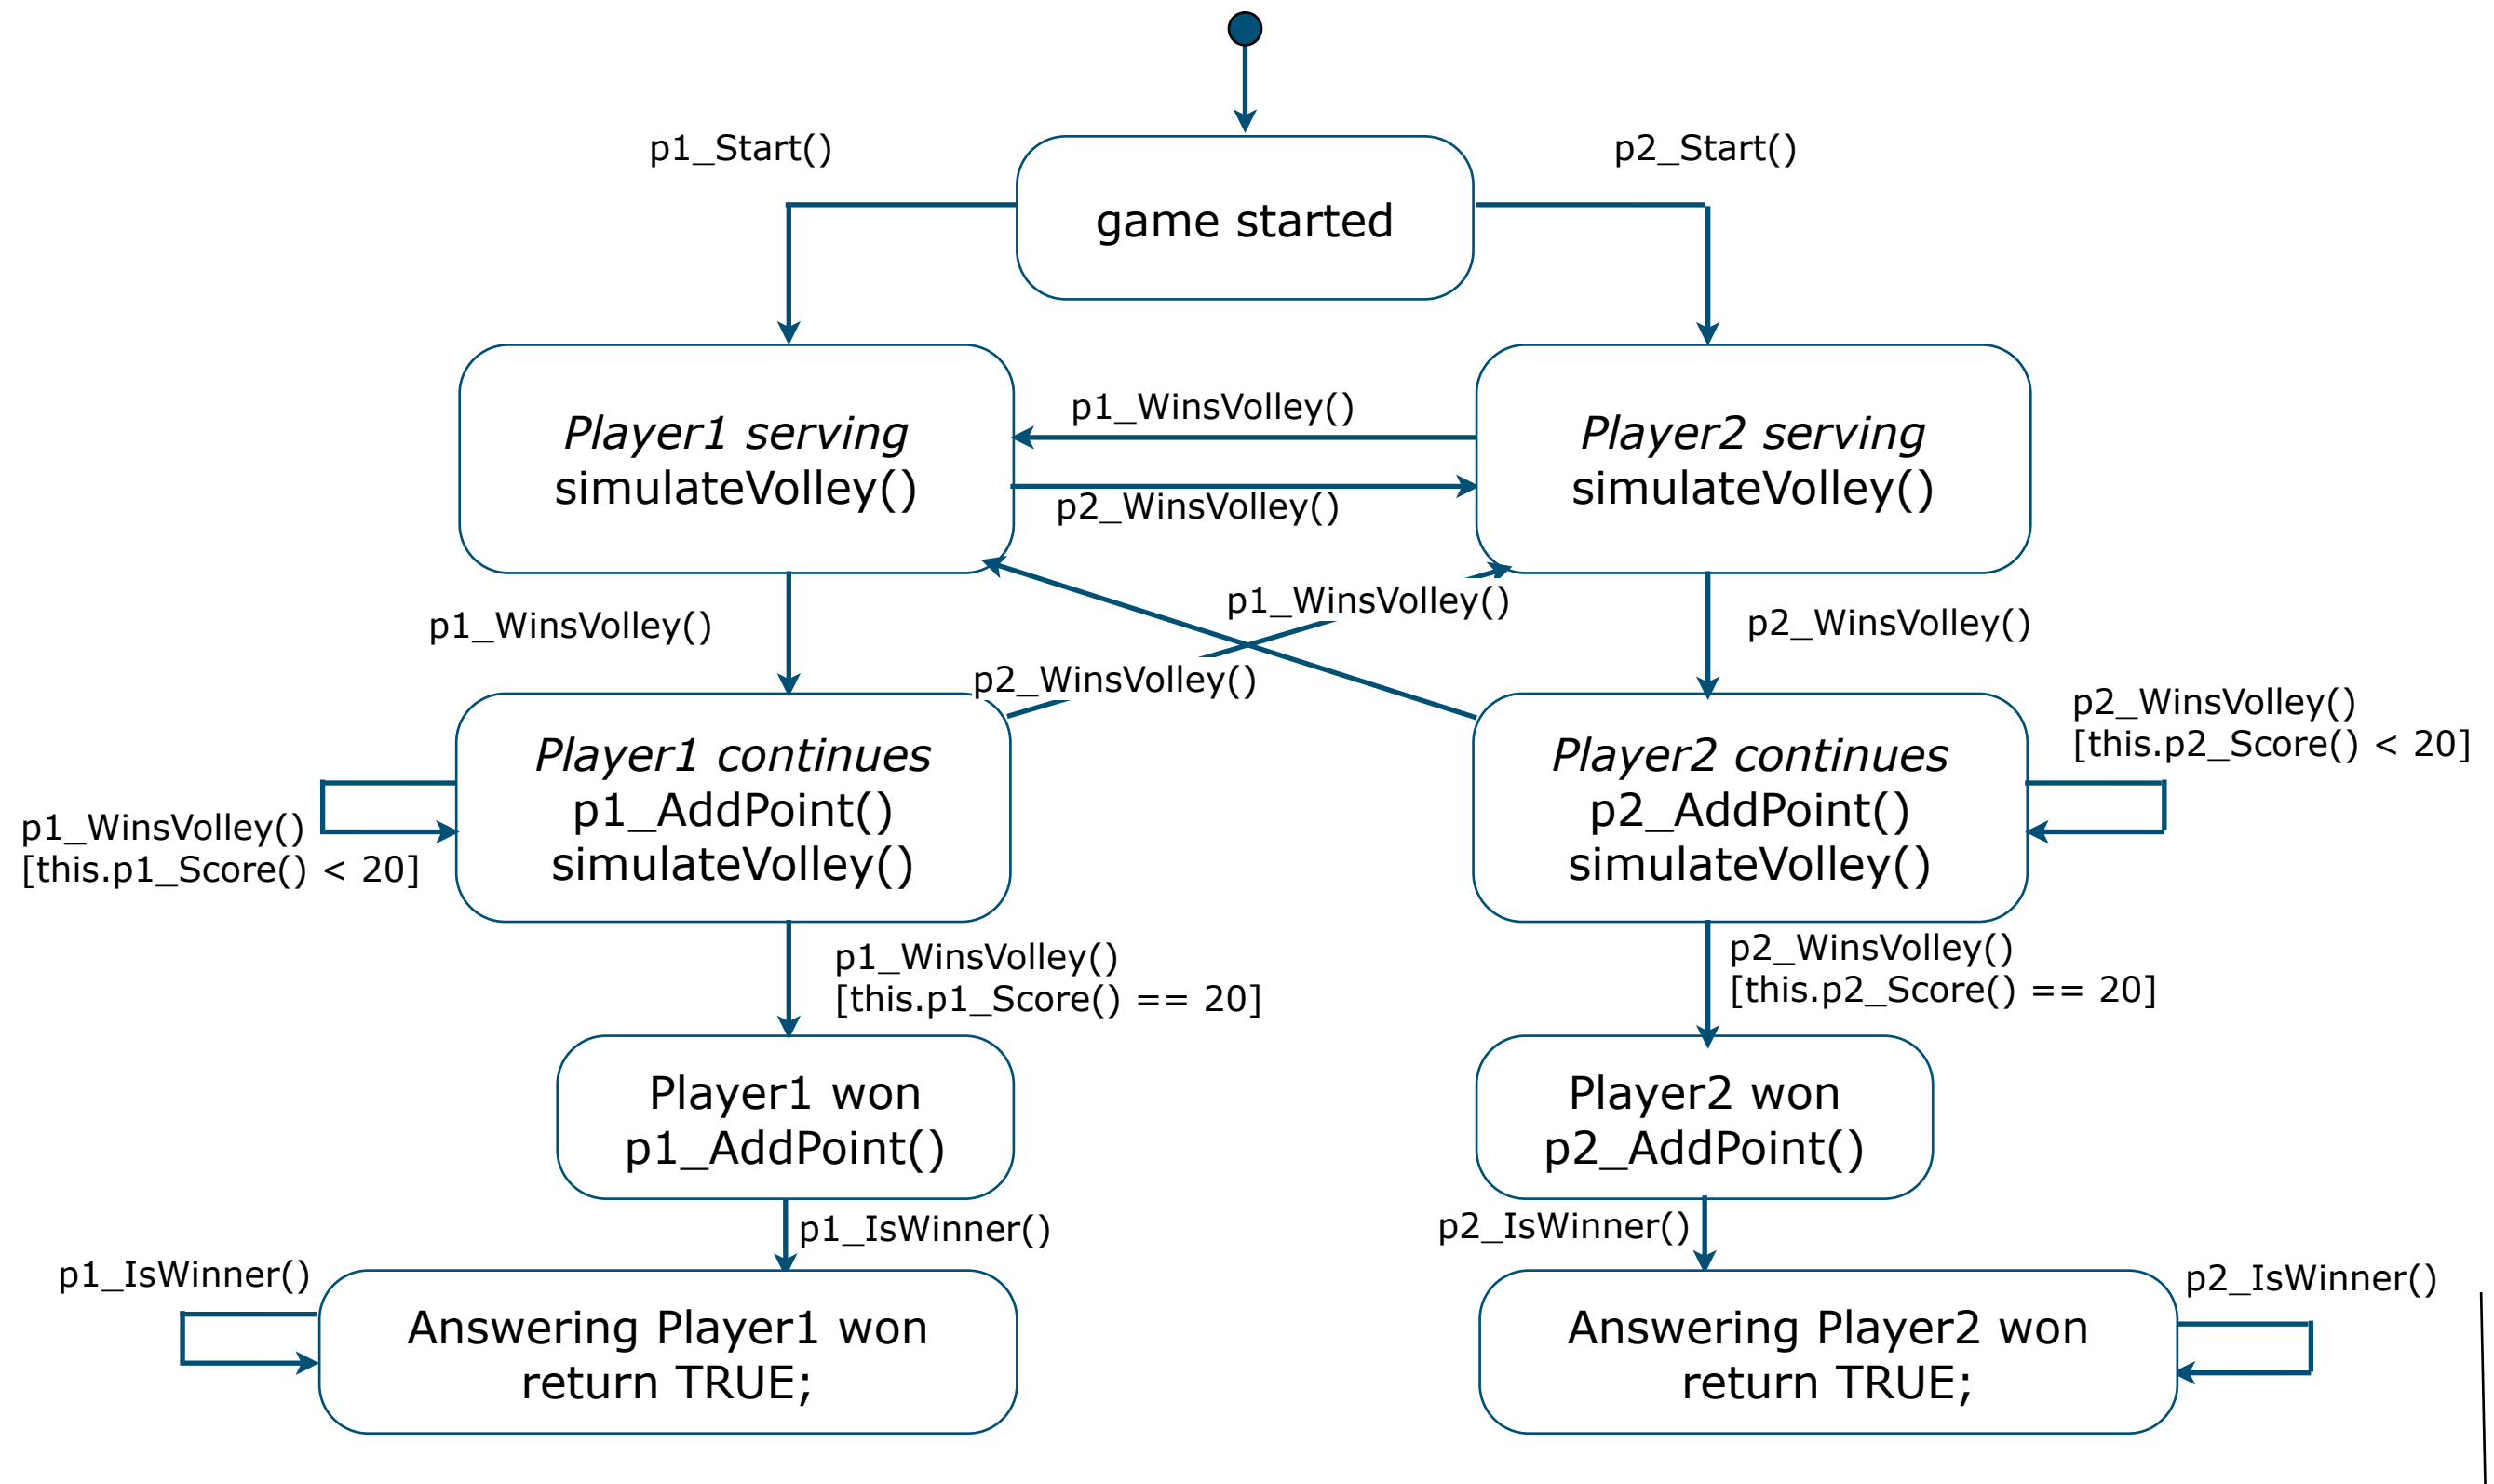 p1_Start()
p2_Start()
game started
Player1 serving
simulateVolley()
p1_WinsVolley()
p2_WinsVolley()
Player2 serving
simulateVolley()
p1_WinsVolley()
p2_WinsVolley()
p1_WinsVolley()
p2_WinsVolley()
Player1 continues
p1_AddPoint()
simulateVolley()
Player2 continues
p2_AddPoint()
simulateVolley()
p2_WinsVolley()
[this.p2_Score() < 20]
p1_WinsVolley()
[this.p1_Score() < 20]
p1_WinsVolley()
[this.p1_Score() == 20]
p2_WinsVolley()
[this.p2_Score() == 20]
Player1 won
p1_AddPoint()
Player2 won
p2_AddPoint()
p1_IsWinner()
p2_IsWinner()
p1_IsWinner()
Answering Player1 won
return TRUE;
Answering Player2 won
return TRUE;
p2_IsWinner()